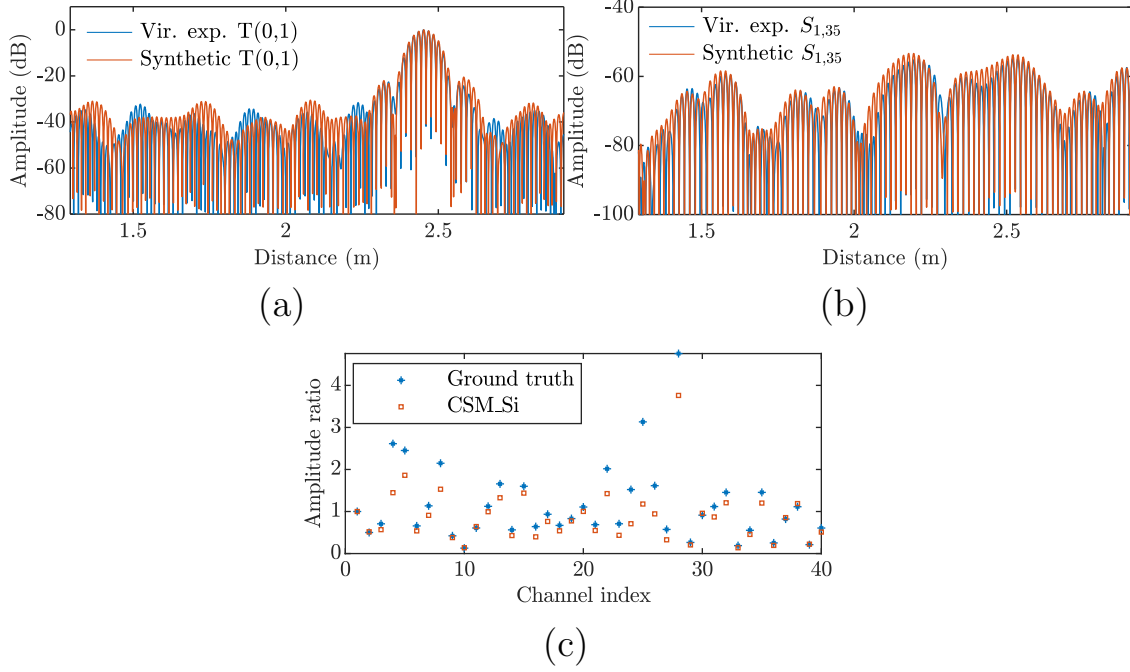 0
-20
-40
-60
-80
Amplitude (dB)
Vir. exp. T(0,1)
Synthetic T(0,1)
1.5
2
2.5
Distance (m)
(a)
-40
-60
-80
-100
Amplitude (dB)
Vir. exp. S1,35
Synthetic S1,35
1.5
2
2.5
Distance (m)
(b)
4
3
2
1
0
Amplitude ratio
Ground truth
CSM_Si
0
10
20
30
40
Channel index
(c)